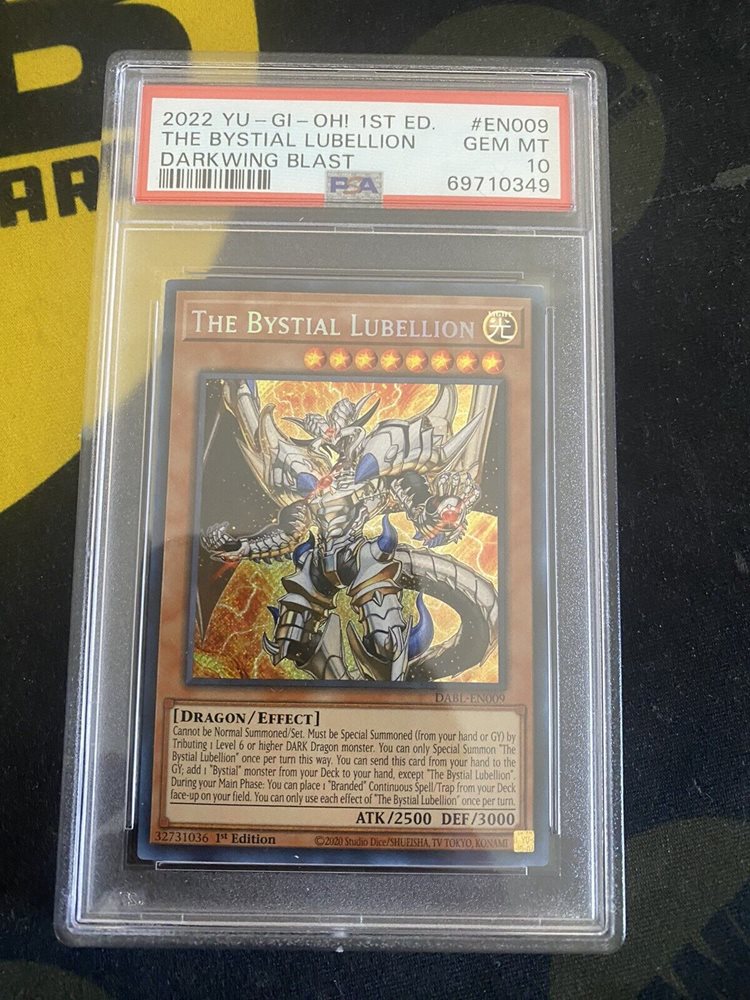 B
AR
2022 YU-GI-OH! 1ST ED. #EN009
THE BYSTIAL LUBELLION GEM MT
DARKWING BLAST 10
PSA 69710349
THE BYSTIAL LUBELLION LIGHT 光
DABL-EN009
[DRAGON/EFFECT]
Cannot be Normal Summoned/Set. Must be Special Summoned (from your hand or GY) by
Tributing 1 Level 6 or higher DARK Dragon monster. You can only Special Summon "The
Bystial Lubellion" once per turn this way. You can send this card from your hand to the
GY; add 1 "Bystial" monster from your Deck to your hand, except "The Bystial Lubellion".
During your Main Phase: You can place 1 "Branded" Continuous Spell/Trap from your Deck
face-up on your field. You can only use each effect of "The Bystial Lubellion" once per turn.
ATK/2500 DEF/3000
32731036 1st Edition ©2020 Studio Dice/SHUEISHA, TV TOKYO, KONAMI